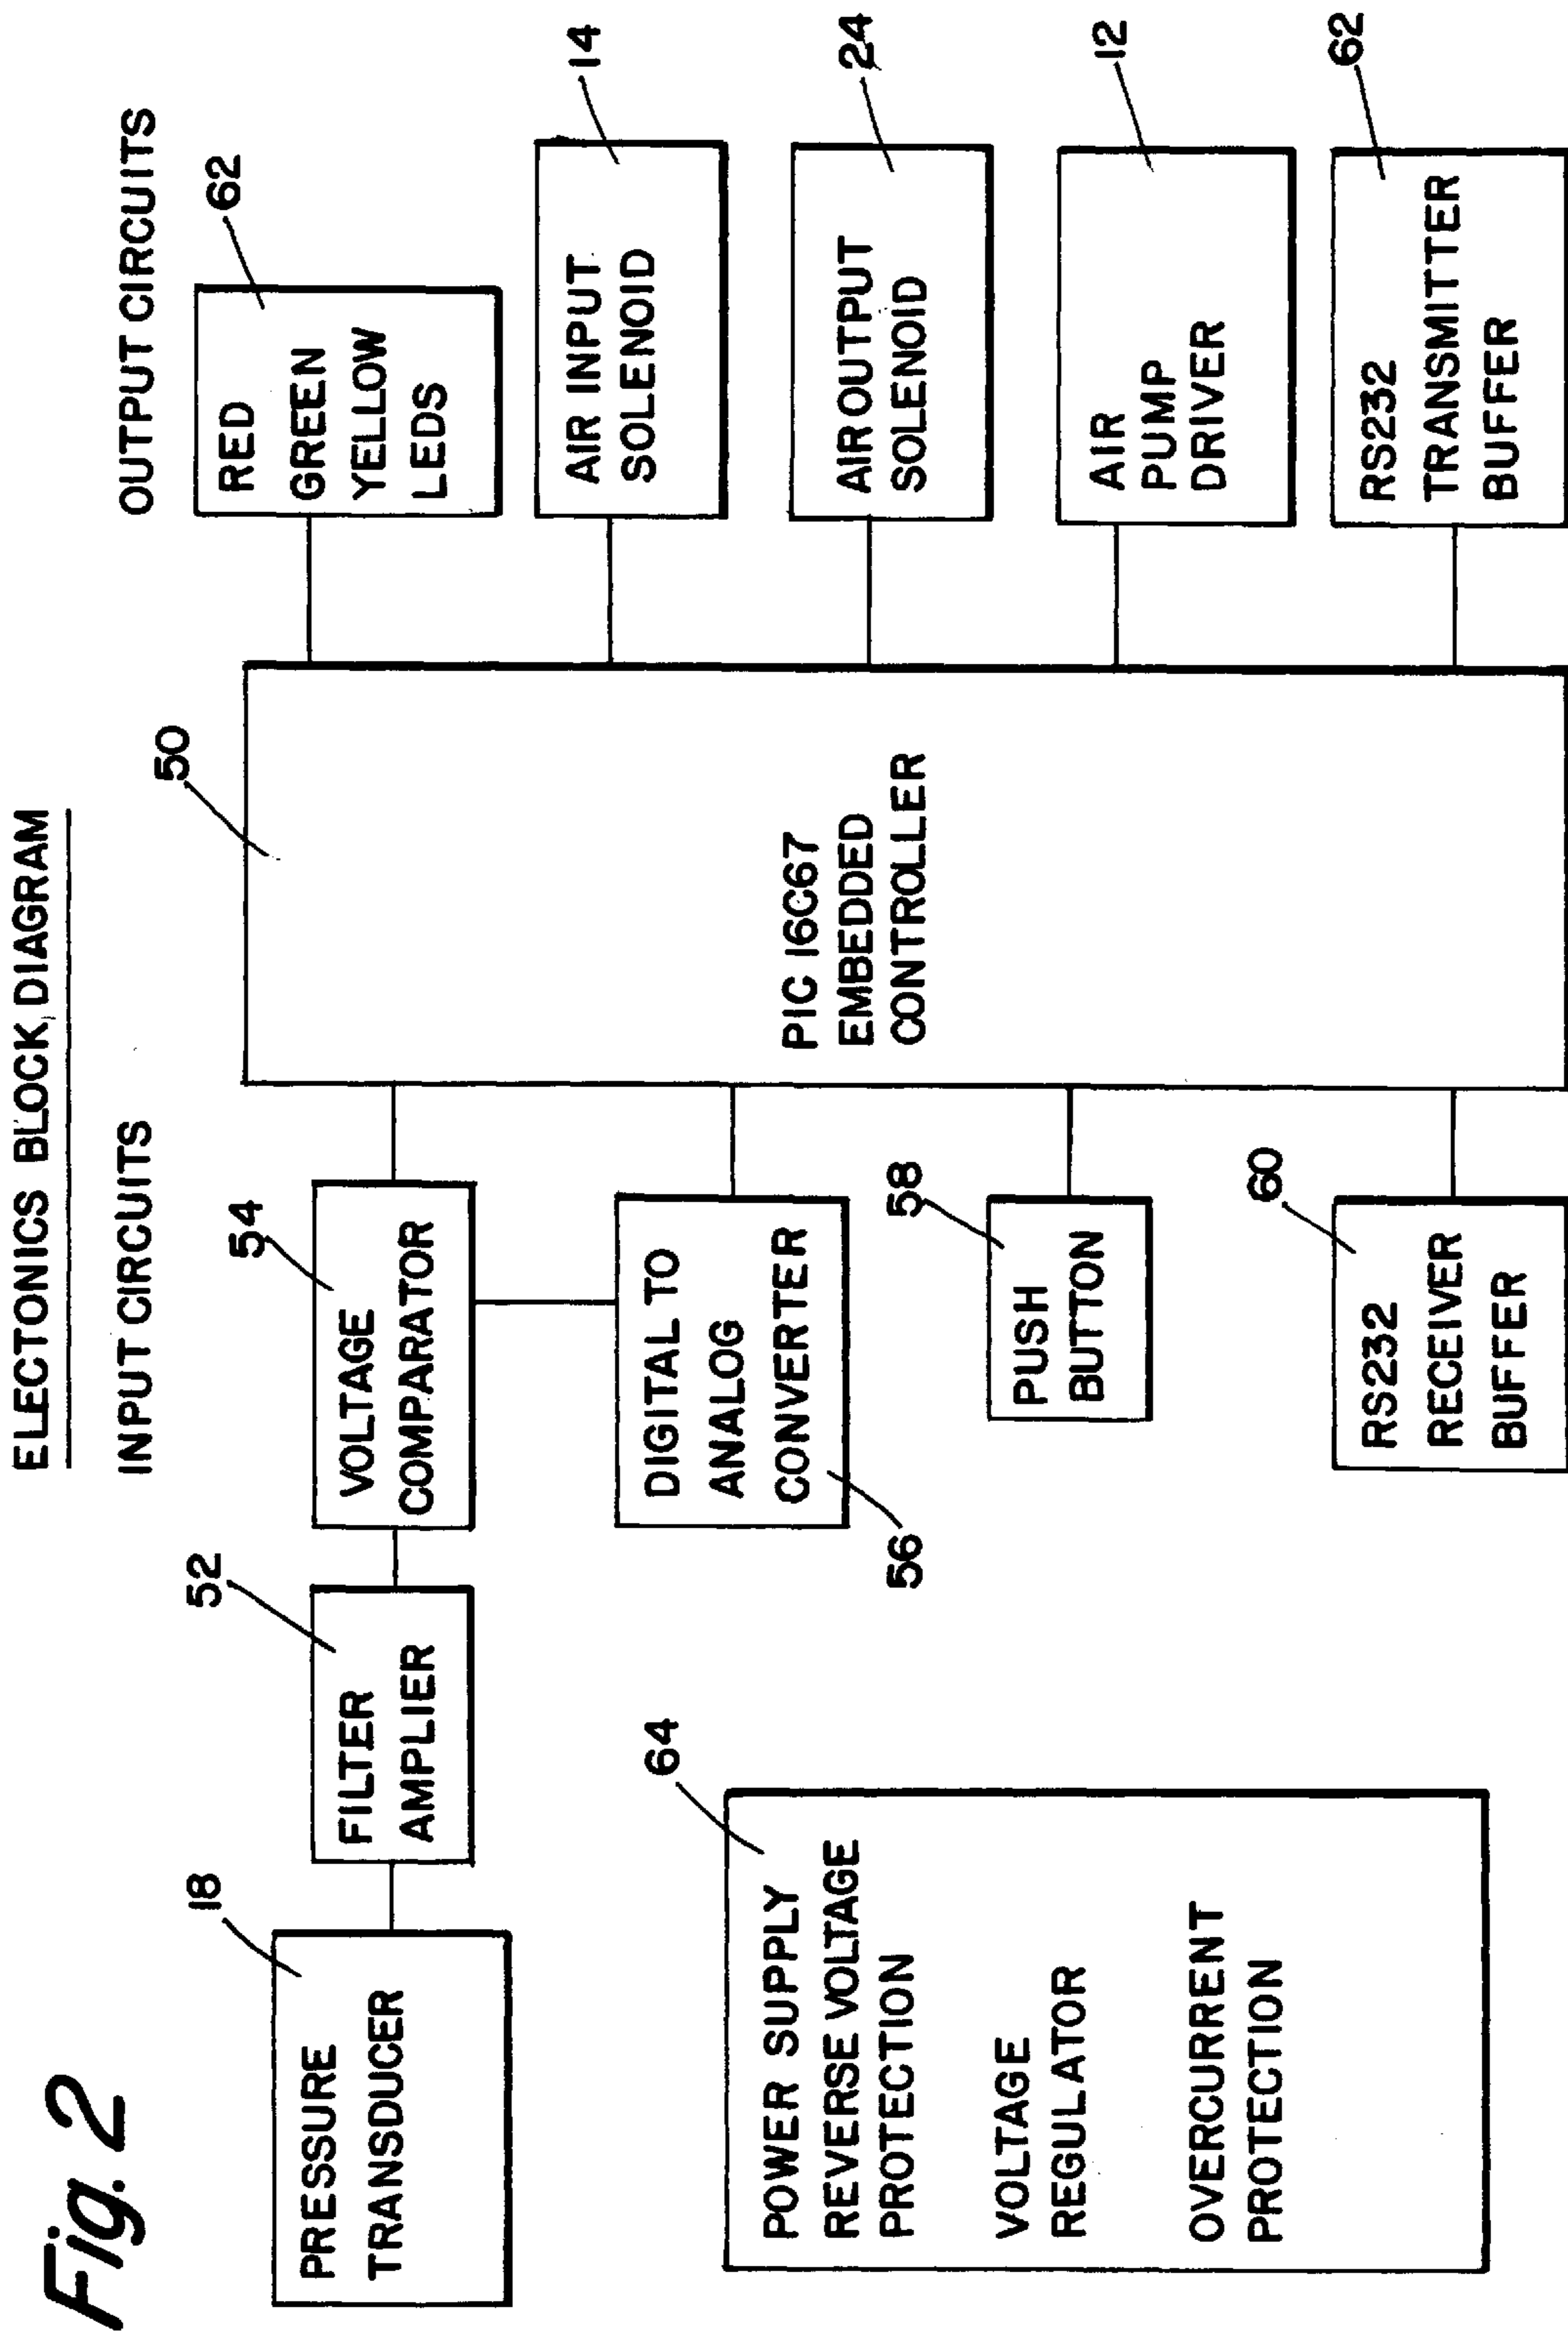 Fig. 2
ELECTONICS BLOCK DIAGRAM
INPUT CIRCUITS
OUTPUT CIRCUITS
18
PRESSURE
TRANSDUCER
52
FILTER
AMPLIER
54
VOLTAGE
COMPARATOR
DIGITAL TO
ANALOG
CONVERTER
56
58
PUSH
BUTTON
60
RS232
RECEIVER
BUFFER
64
POWER SUPPLY
REVERSE VOLTAGE
PROTECTION
VOLTAGE
REGULATOR
OVERCURRENT
PROTECTION
50
PIC 16C67
EMBEDDED
CONTROLLER
62
RED
GREEN
YELLOW
LEDS
14
AIR INPUT
SOLENOID
24
AIR OUTPUT
SOLENOID
12
AIR
PUMP
DRIVER
62
RS232
TRANSMITTER
BUFFER